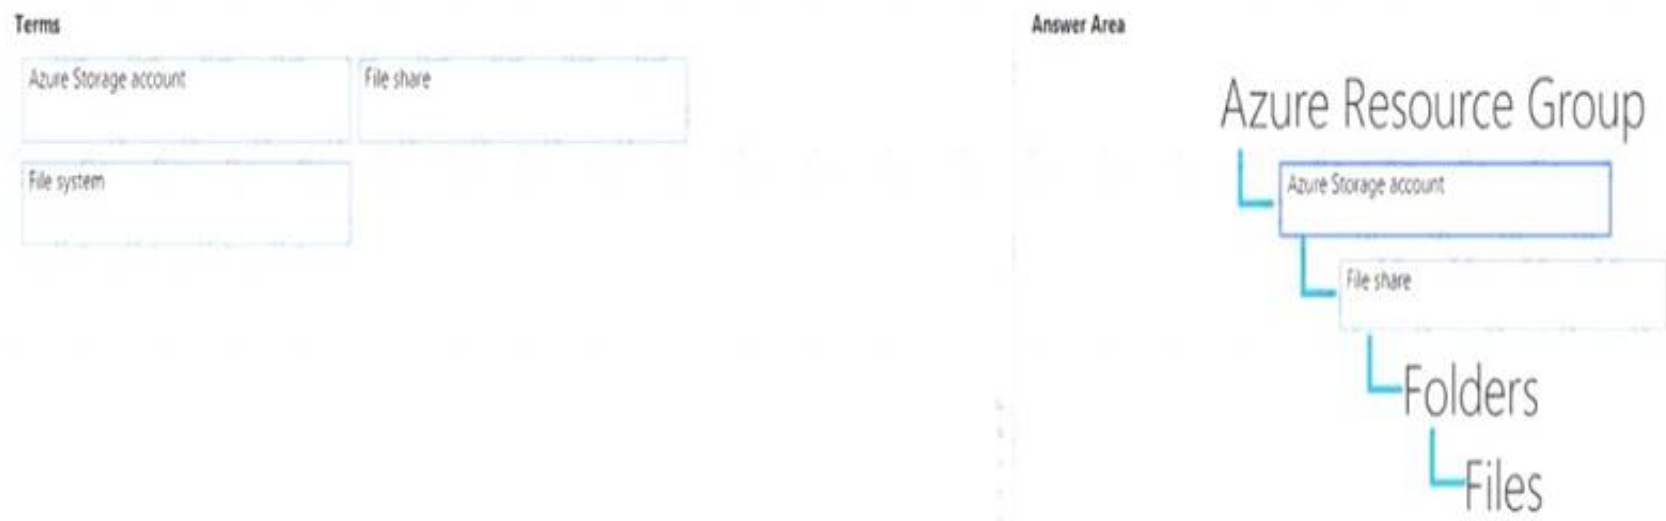 Terms
Azure Storage account
File share
File system
Answer Area
Azure Resource Group
Azure Storage account
File share
Folders
Files